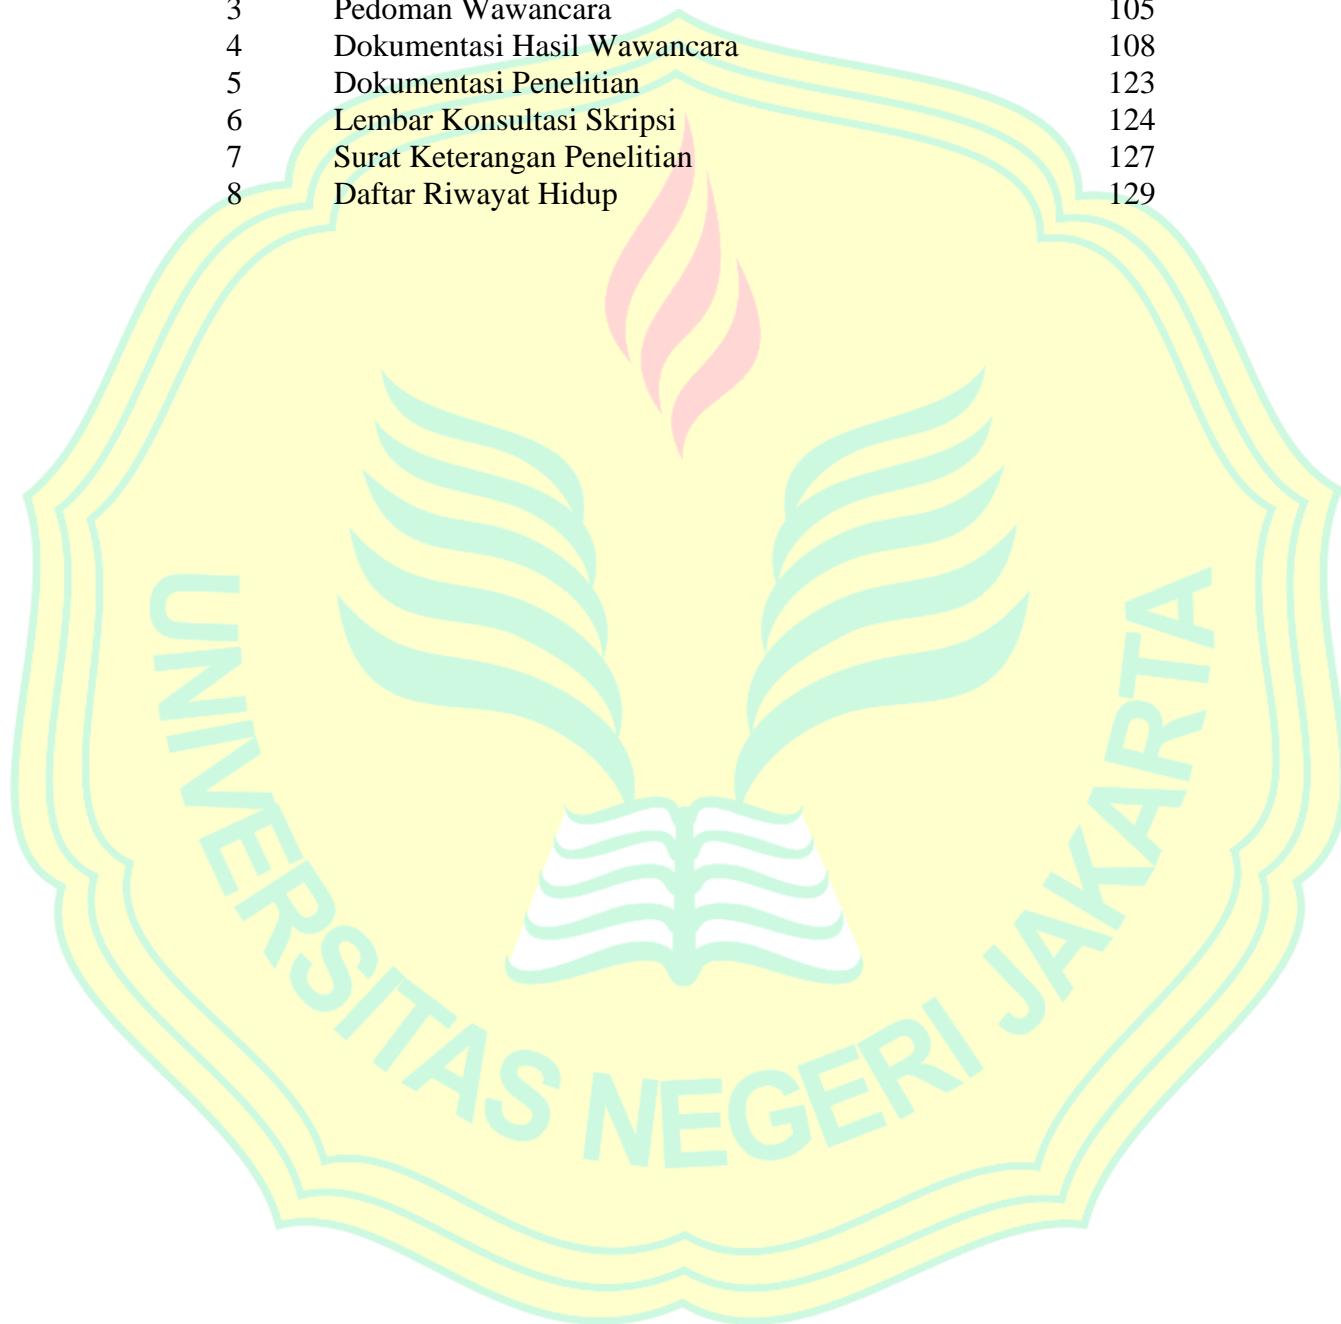 3 Pedoman Wawancara 105
4 Dokumentasi Hasil Wawancara 108
5 Dokumentasi Penelitian 123
6 Lembar Konsultasi Skripsi 124
7 Surat Keterangan Penelitian 127
8 Daftar Riwayat Hidup 129
UNIVERSITAS NEGERI JAKARTA